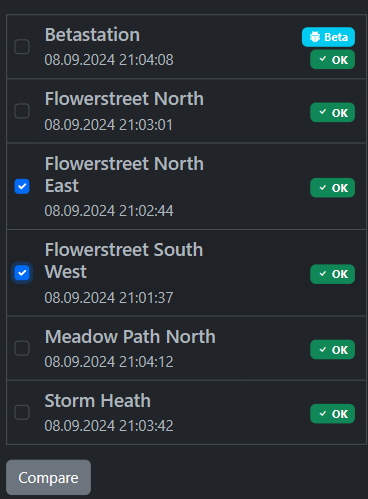 Betastation
Beta
08.09.2024 21:04:08
OK
Flowerstreet North
08.09.2024 21:03:01
OK
Flowerstreet North
East
08.09.2024 21:02:44
OK
Flowerstreet South
West
08.09.2024 21:01:37
OK
Meadow Path North
08.09.2024 21:04:12
OK
Storm Heath
08.09.2024 21:03:42
OK
Compare